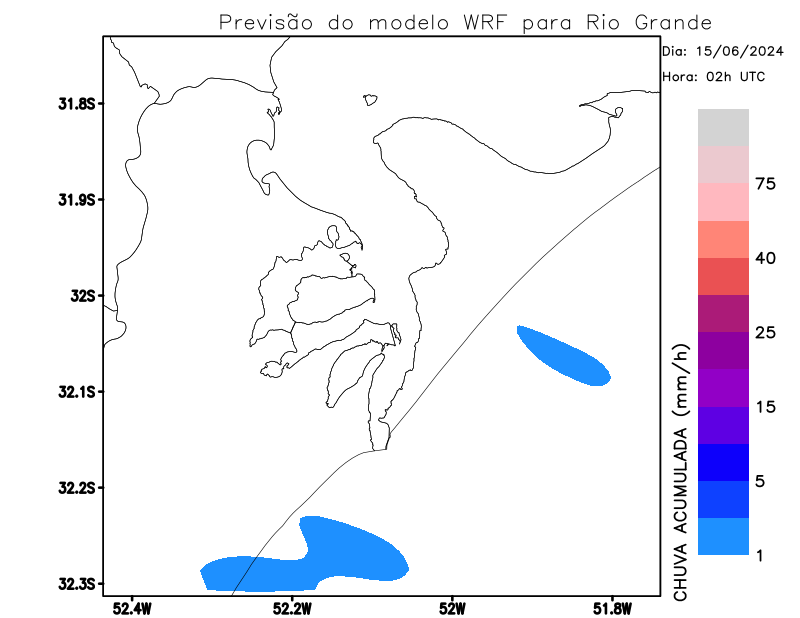 Previsão do modelo WRF para Rio Grande
Dia: 15/06/2024
Hora: 02h UTC
31.8S
31.9S
32S
32.1S
32.2S
32.3S
52.4W
52.2W
52W
51.8W
75
40
25
15
5
1
CHUVA ACUMULADA (mm/h)